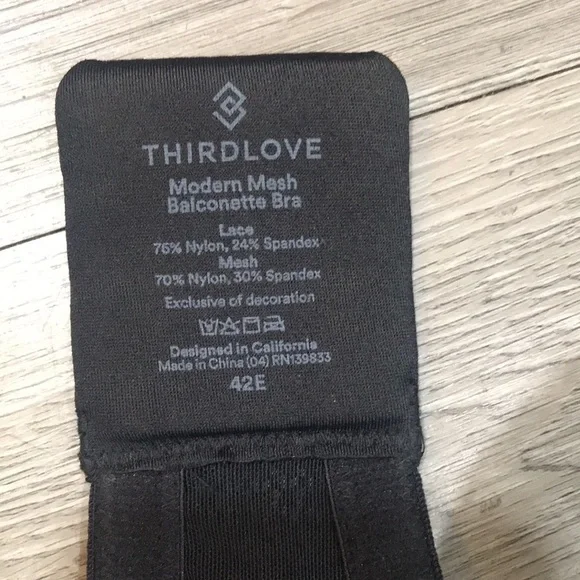 THIRDLOVE
Modern Mesh
Balconette Bra
Lace
76% Nylon, 24% Spandex
Mesh
70% Nylon, 30% Spandex
Exclusive of decoration
Designed in California
Made in China (04) RN139833
42E